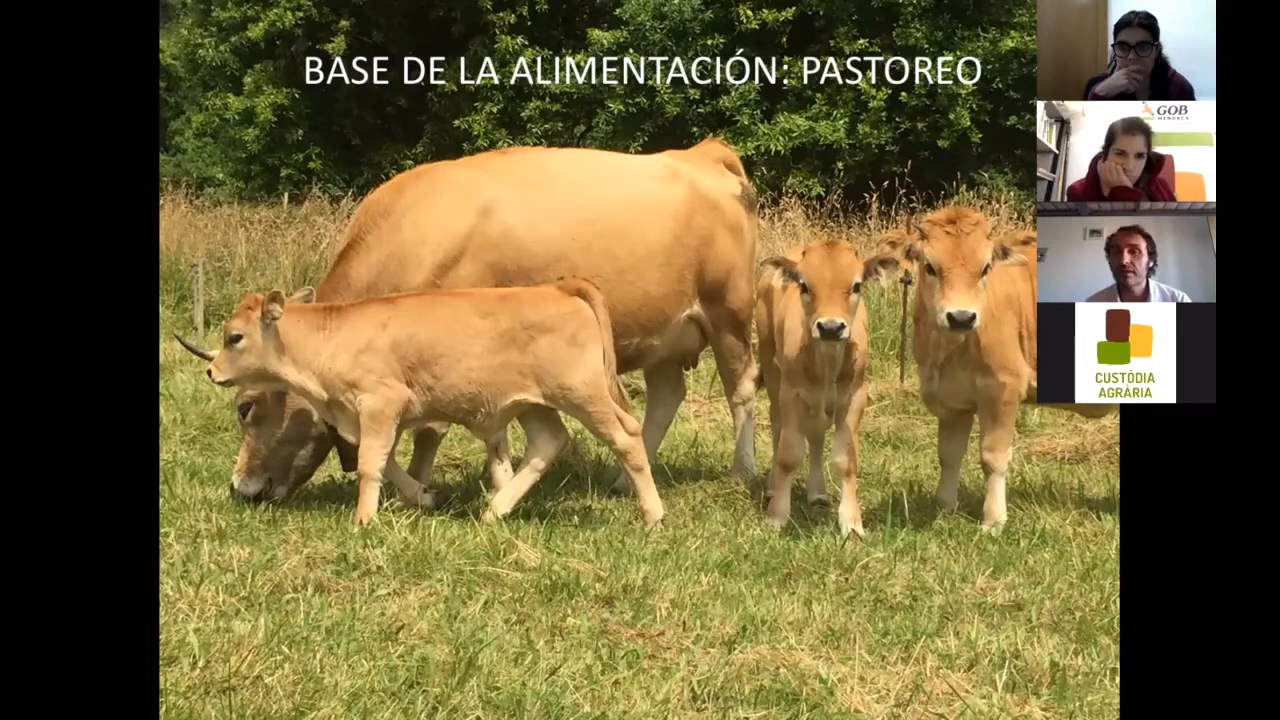 BASE DE LA ALIMENTACIÓN: PASTOREO
GOB
MENORCA
CUSTÒDIA
AGRÀRIA